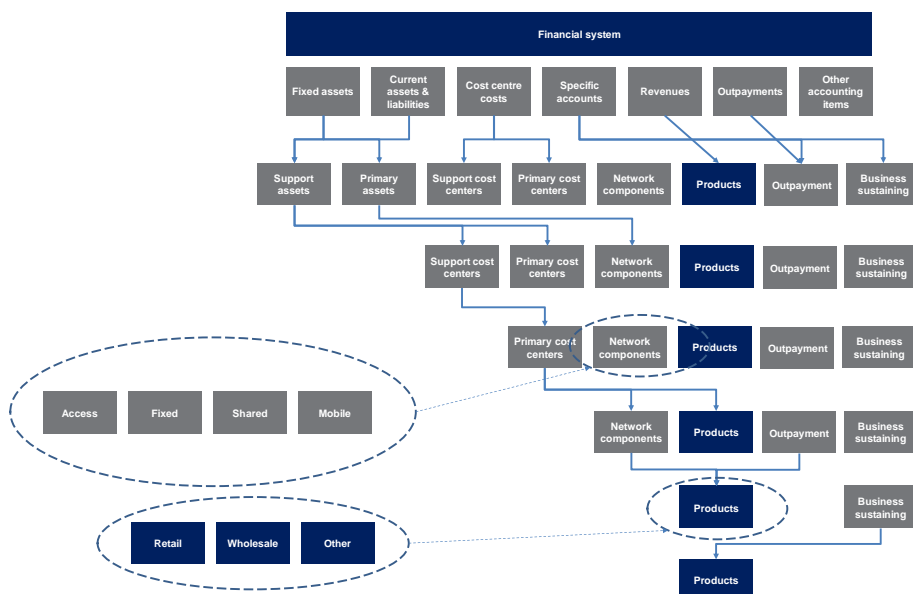 Financial system
Fixed assets
Current
assets &
liabilities
Cost centre
costs
Specific
accounts
Revenues
Outpayments
Other
accounting
items
Support
assets
Primary
assets
Support cost
centers
Primary cost
centers
Network
components
Products
Outpayment
Business
sustaining
Support cost
centers
Primary cost
centers
Network
components
Products
Outpayment
Business
sustaining
Primary cost
centers
Network
components
Products
Outpayment
Business
sustaining
Access
Fixed
Shared
Mobile
Network
components
Products
Outpayment
Business
sustaining
Products
Business
sustaining
Retail
Wholesale
Other
Products